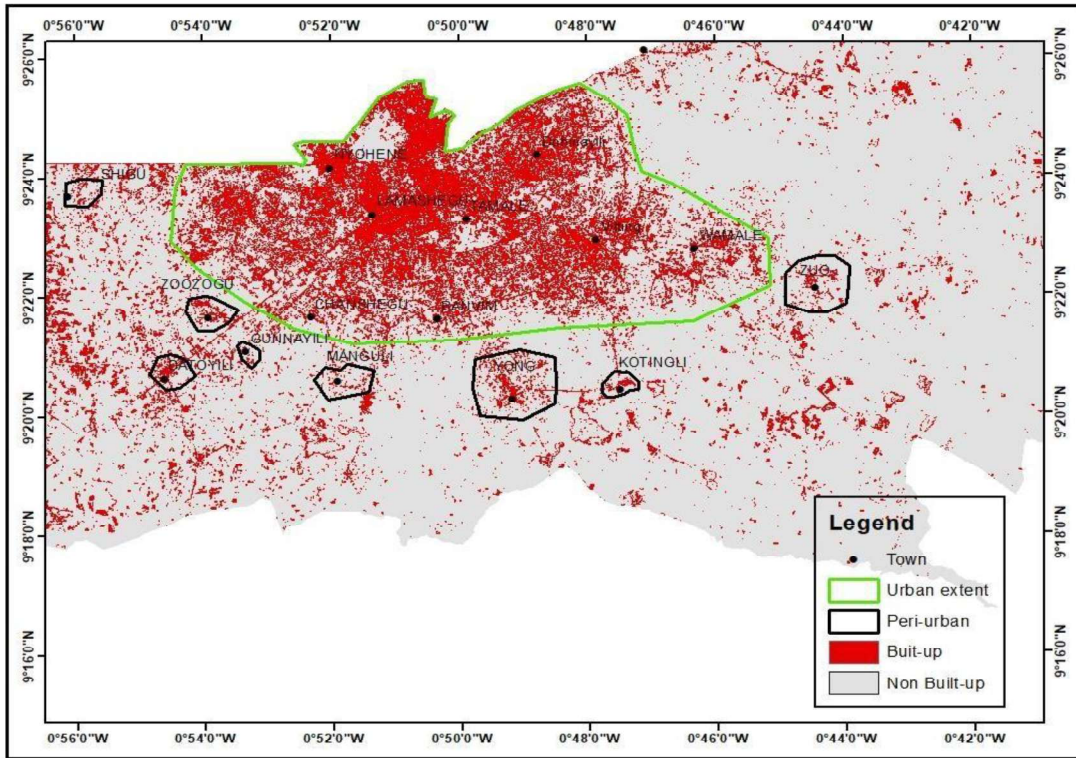 0°56'0"W 0°54'0"W 0°52'0"W 0°50'0"W 0°48'0"W 0°46'0"W 0°44'0"W 0°42'0"W
9°26'0"N
9°24'0"N
9°22'0"N
9°20'0"N
9°18'0"N
9°16'0"N
SHIGU
LAMASHEGU
TAMALE
WAMALE
ZUO
ZOOZOGU
CHANSHEGU
BANVIM
GUNNAYILI
DATOYILI
MANGULI
YONG
KOTINGLI
Legend
Town
Urban extent
Peri-urban
Buit-up
Non Built-up
9°26'0"N
9°24'0"N
9°22'0"N
9°20'0"N
9°18'0"N
9°16'0"N
0°56'0"W 0°54'0"W 0°52'0"W 0°50'0"W 0°48'0"W 0°46'0"W 0°44'0"W 0°42'0"W